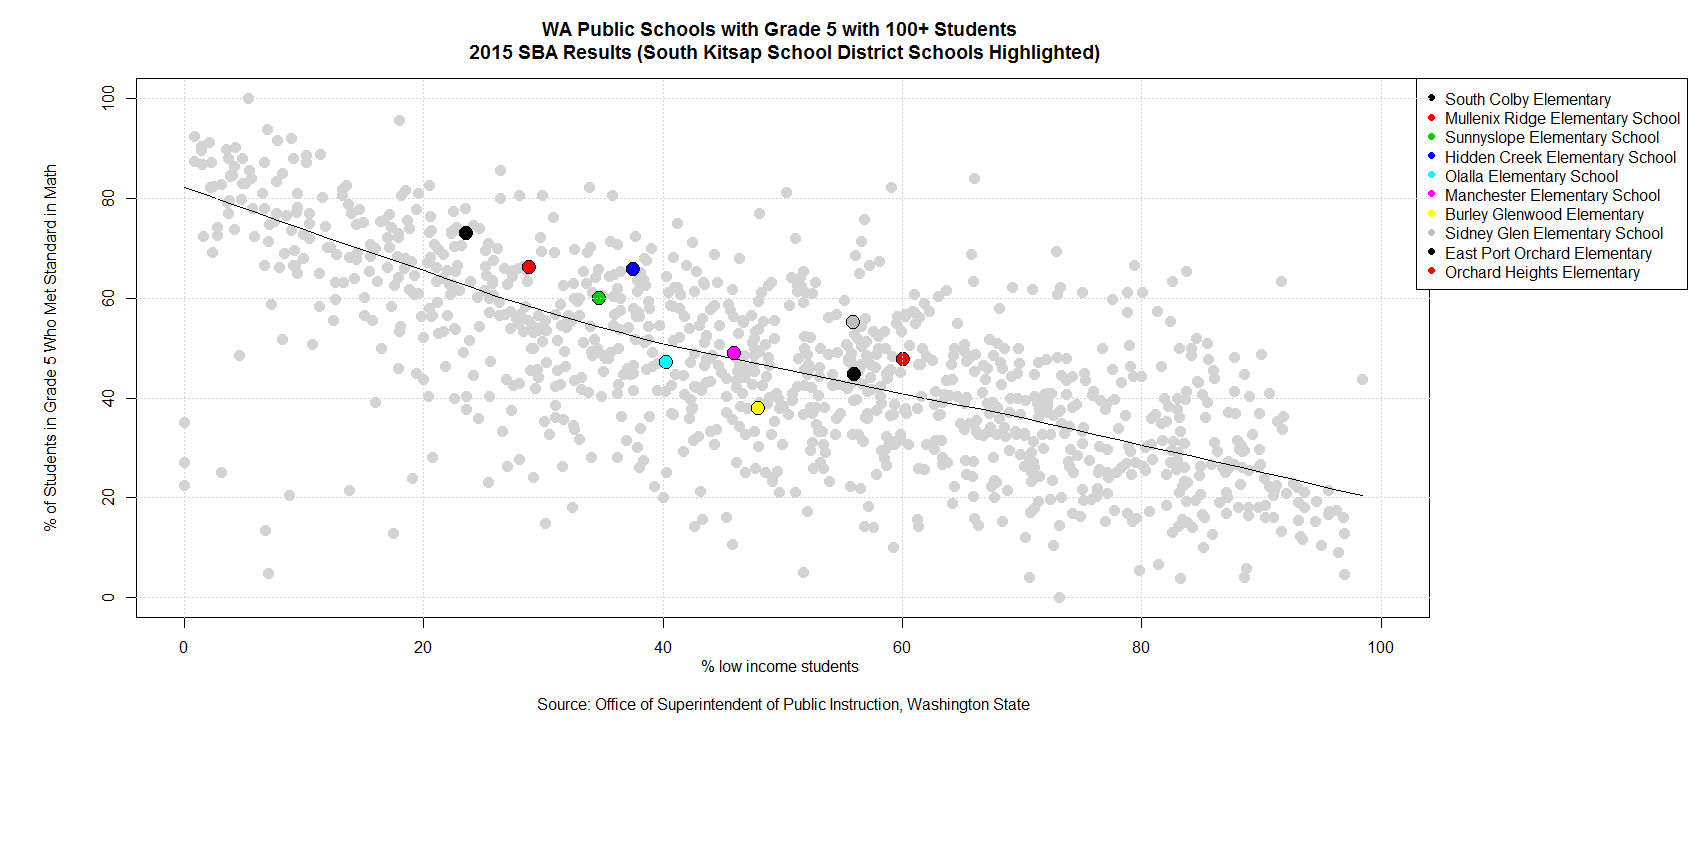 WA Public Schools with Grade 5 with 100+ Students
2015 SBA Results (South Kitsap School District Schools Highlighted)
% of Students in Grade 5 Who Met Standard in Math
100
80
60
40
20
0
South Colby Elementary
Mullenix Ridge Elementary School
Sunnyslope Elementary School
Hidden Creek Elementary School
Olalla Elementary School
Manchester Elementary School
Burley Glenwood Elementary
Sidney Glen Elementary School
East Port Orchard Elementary
Orchard Heights Elementary
0 20 40 60 80 100
% low income students
Source: Office of Superintendent of Public Instruction, Washington State